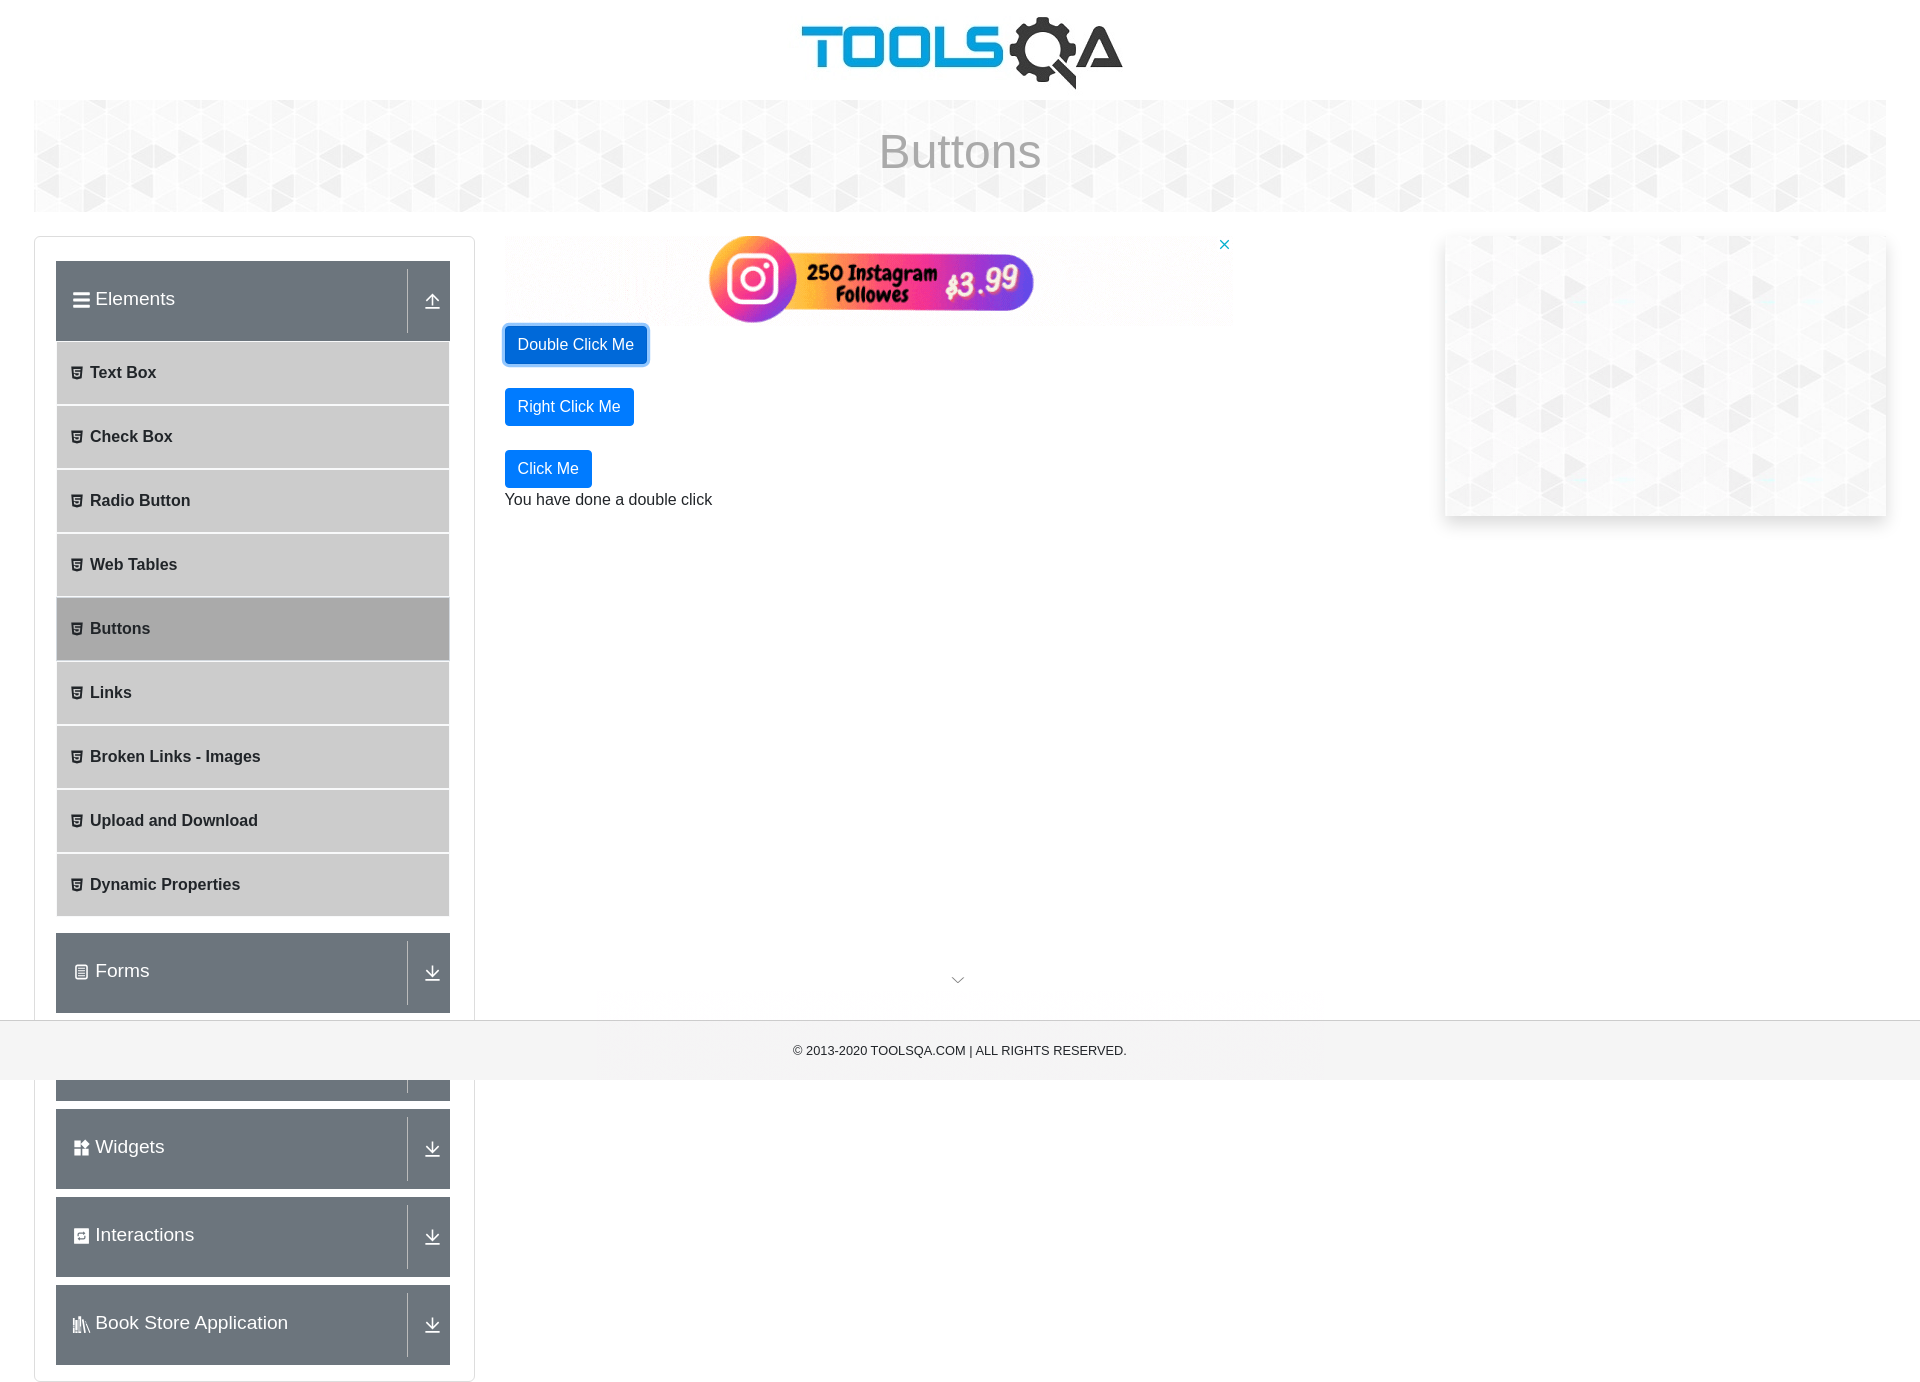 TOOLSQA
Buttons
Elements
Text Box
Check Box
Radio Button
Web Tables
Buttons
Links
Broken Links - Images
Upload and Download
Dynamic Properties
Forms
Widgets
Interactions
Book Store Application
250 Instagram
Followes
$3.99
Double Click Me
Right Click Me
Click Me
You have done a double click
© 2013-2020 TOOLSQA.COM | ALL RIGHTS RESERVED.